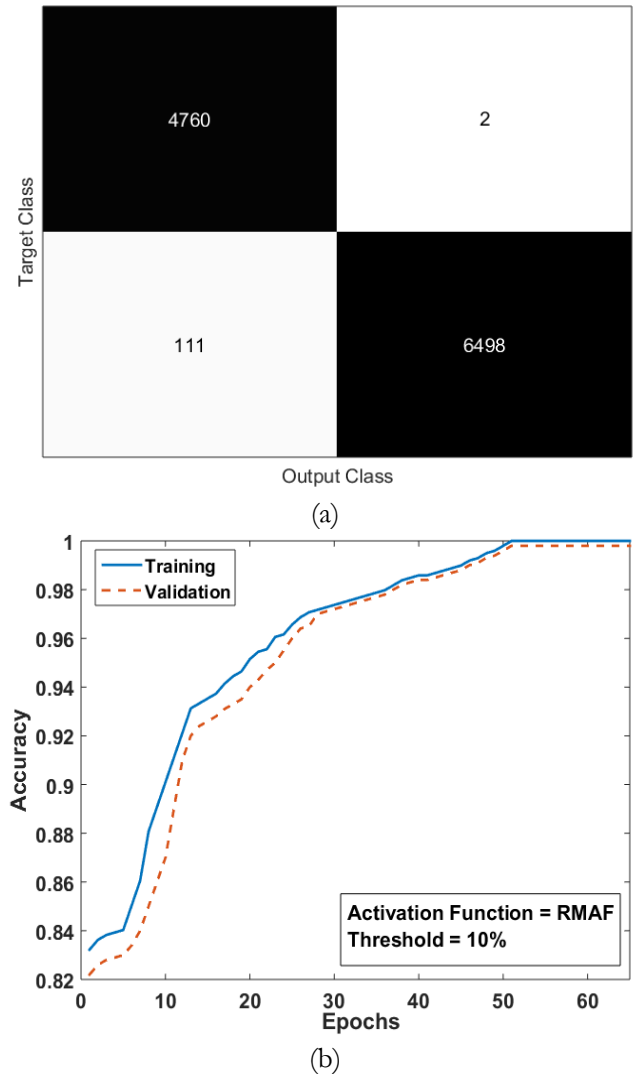 4760
2
111
6498
Target Class
Output Class
(a)
1
0.98
0.96
0.94
0.92
0.9
0.88
0.86
0.84
0.82
Accuracy
Training
Validation
Activation Function = RMAF
Threshold = 10%
0
10
20
30
40
50
60
Epochs
(b)